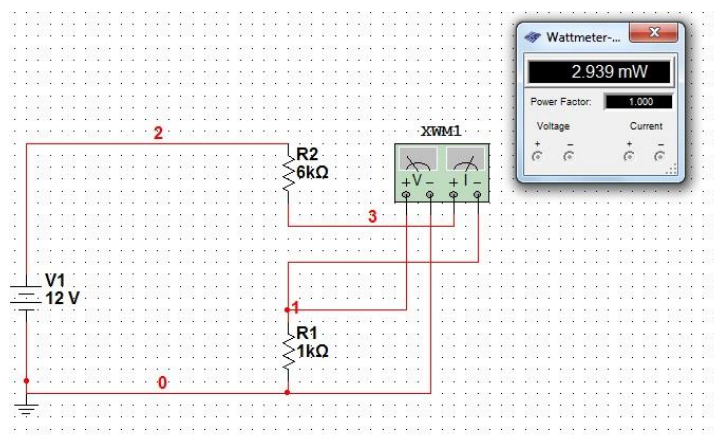 Wattmeter-...
2.939 mW
Power Factor: 1.000
Voltage Current
+ - + -
2
XWM1
R2
6kΩ
+V- +I-
3
V1
12 V
1
R1
1kΩ
0